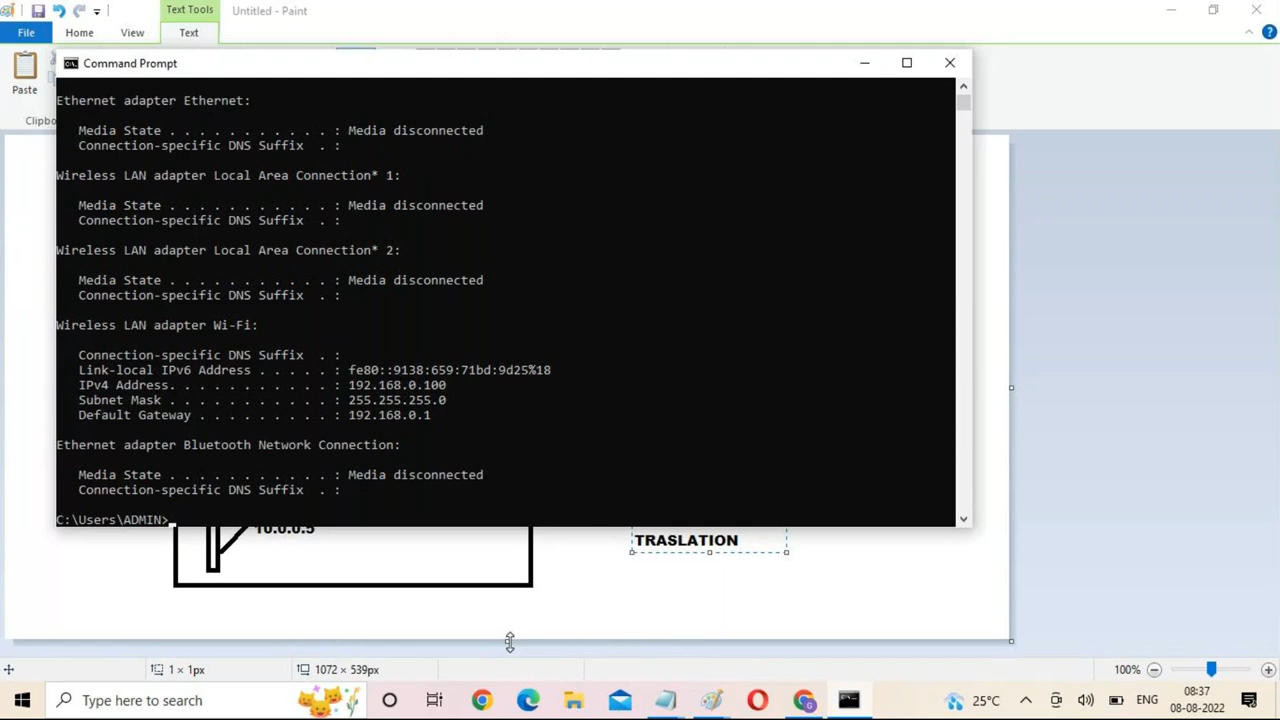 Text Tools
Untitled - Paint
File
Home
View
Text
Paste
Clipbo
Command Prompt
Ethernet adapter Ethernet:
Media State . . . . . . . . . . . : Media disconnected
Connection-specific DNS Suffix  . :
Wireless LAN adapter Local Area Connection* 1:
Media State . . . . . . . . . . . : Media disconnected
Connection-specific DNS Suffix  . :
Wireless LAN adapter Local Area Connection* 2:
Media State . . . . . . . . . . . : Media disconnected
Connection-specific DNS Suffix  . :
Wireless LAN adapter Wi-Fi:
Connection-specific DNS Suffix  . :
Link-local IPv6 Address . . . . . : fe80::9138:659:71bd:9d25%18
IPv4 Address. . . . . . . . . . . : 192.168.0.100
Subnet Mask . . . . . . . . . . . : 255.255.255.0
Default Gateway . . . . . . . . . : 192.168.0.1
Ethernet adapter Bluetooth Network Connection:
Media State . . . . . . . . . . . : Media disconnected
Connection-specific DNS Suffix  . :
C:\Users\ADMIN>
10.0.0.5
TRASLATION
1 × 1px
1072 × 539px
100%
Type here to search
25°C
ENG
08:37
08-08-2022